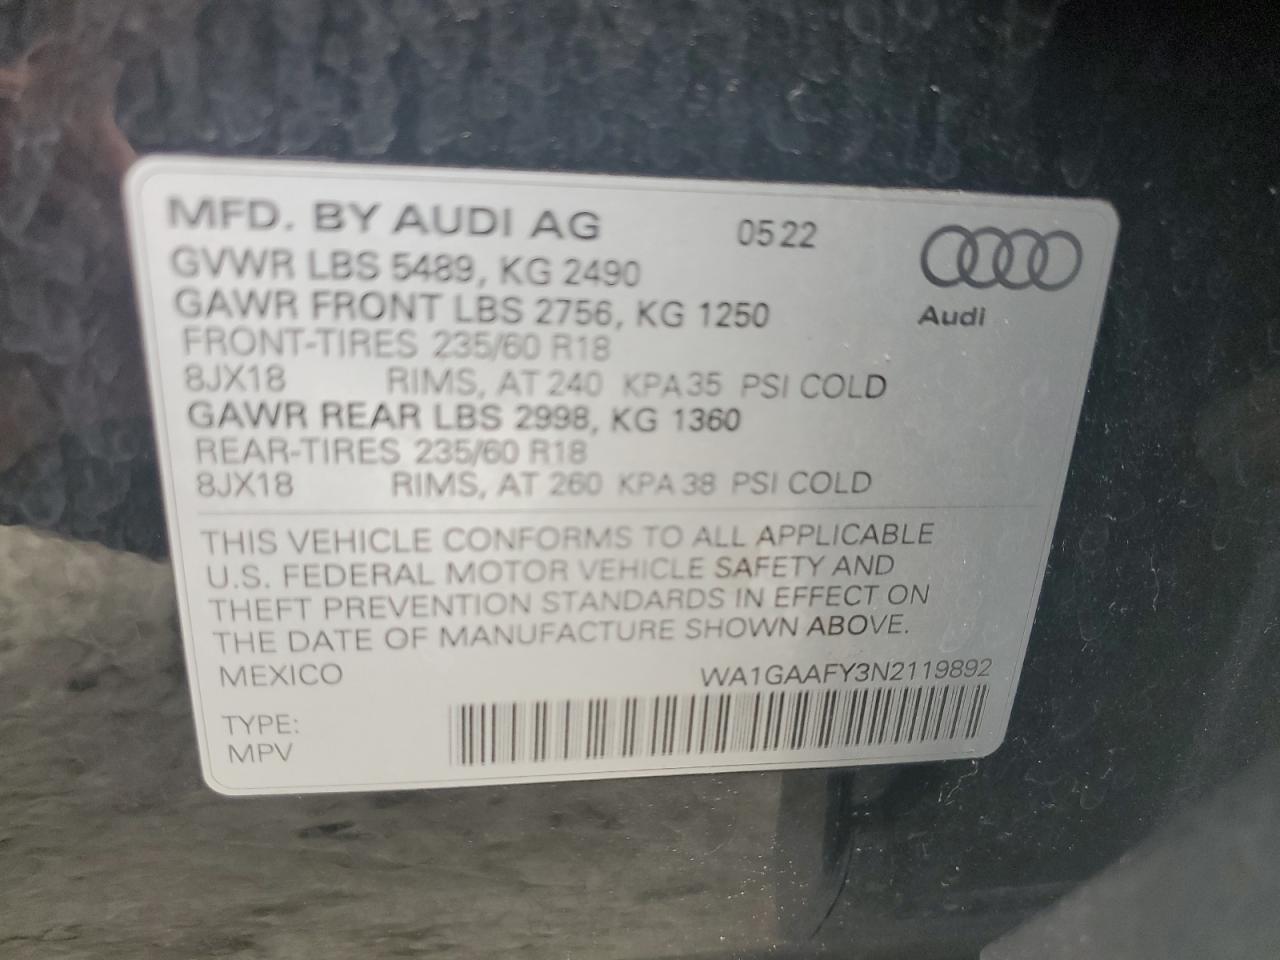 MFD. BY AUDI AG 0522
Audi
GVWR LBS 5489, KG 2490
GAWR FRONT LBS 2756, KG 1250
FRONT-TIRES 235/60 R18
8JX18 RIMS, AT 240 KPA 35 PSI COLD
GAWR REAR LBS 2998, KG 1360
REAR-TIRES 235/60 R18
8JX18 RIMS, AT 260 KPA 38 PSI COLD
THIS VEHICLE CONFORMS TO ALL APPLICABLE
U.S. FEDERAL MOTOR VEHICLE SAFETY AND
THEFT PREVENTION STANDARDS IN EFFECT ON
THE DATE OF MANUFACTURE SHOWN ABOVE.
MEXICO WA1GAAFY3N2119892
TYPE:
MPV